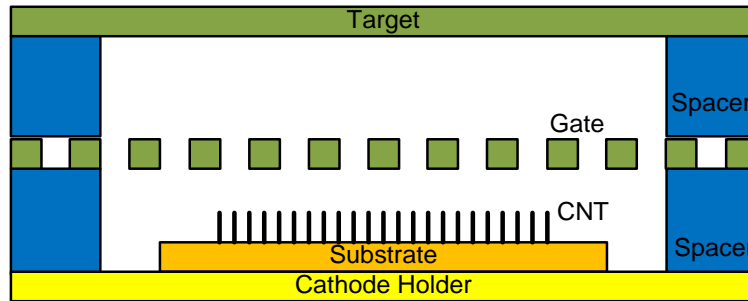 Target
Spacer
Gate
CNT
Spacer
Substrate
Cathode Holder